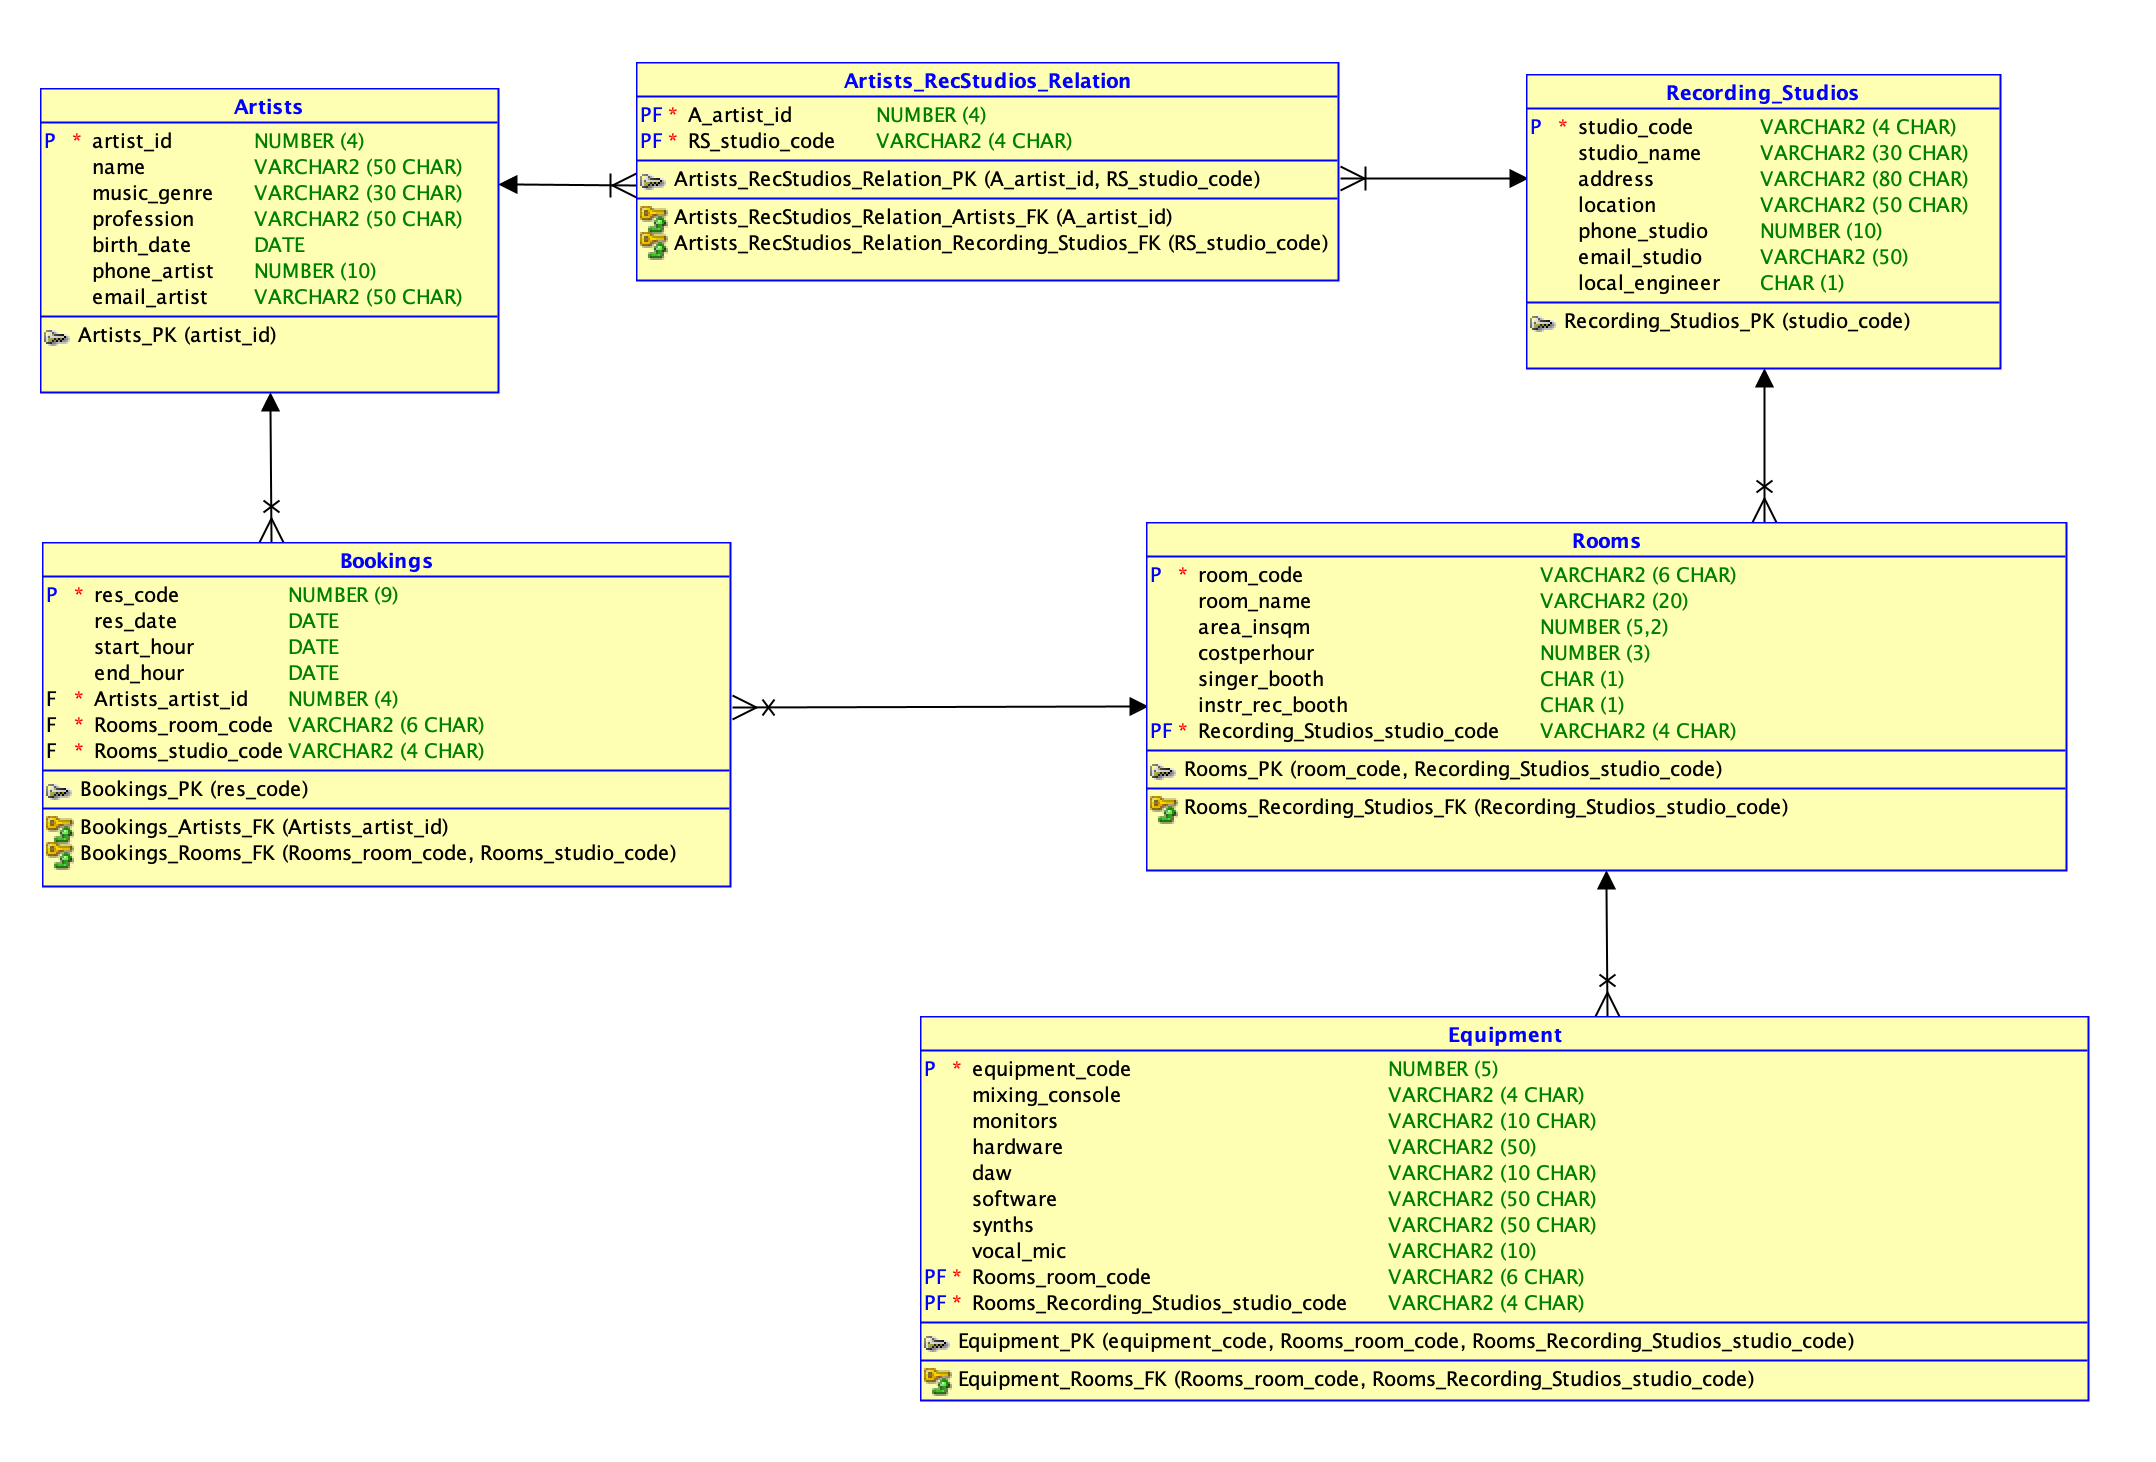 Artists
P * artist_id NUMBER (4)
name VARCHAR2 (50 CHAR)
music_genre VARCHAR2 (30 CHAR)
profession VARCHAR2 (50 CHAR)
birth_date DATE
phone_artist NUMBER (10)
email_artist VARCHAR2 (50 CHAR)
Artists_PK (artist_id)
Artists_RecStudios_Relation
PF * A_artist_id NUMBER (4)
PF * RS_studio_code VARCHAR2 (4 CHAR)
Artists_RecStudios_Relation_PK (A_artist_id, RS_studio_code)
Artists_RecStudios_Relation_Artists_FK (A_artist_id)
Artists_RecStudios_Relation_Recording_Studios_FK (RS_studio_code)
Recording_Studios
P * studio_code VARCHAR2 (4 CHAR)
studio_name VARCHAR2 (30 CHAR)
address VARCHAR2 (80 CHAR)
location VARCHAR2 (50 CHAR)
phone_studio NUMBER (10)
email_studio VARCHAR2 (50)
local_engineer CHAR (1)
Recording_Studios_PK (studio_code)
Bookings
P * res_code NUMBER (9)
res_date DATE
start_hour DATE
end_hour DATE
F * Artists_artist_id NUMBER (4)
F * Rooms_room_code VARCHAR2 (6 CHAR)
F * Rooms_studio_code VARCHAR2 (4 CHAR)
Bookings_PK (res_code)
Bookings_Artists_FK (Artists_artist_id)
Bookings_Rooms_FK (Rooms_room_code, Rooms_studio_code)
Rooms
P * room_code VARCHAR2 (6 CHAR)
room_name VARCHAR2 (20)
area_insqm NUMBER (5,2)
costperhour NUMBER (3)
singer_booth CHAR (1)
instr_rec_booth CHAR (1)
PF * Recording_Studios_studio_code VARCHAR2 (4 CHAR)
Rooms_PK (room_code, Recording_Studios_studio_code)
Rooms_Recording_Studios_FK (Recording_Studios_studio_code)
Equipment
P * equipment_code NUMBER (5)
mixing_console VARCHAR2 (4 CHAR)
monitors VARCHAR2 (10 CHAR)
hardware VARCHAR2 (50)
daw VARCHAR2 (10 CHAR)
software VARCHAR2 (50 CHAR)
synths VARCHAR2 (50 CHAR)
vocal_mic VARCHAR2 (10)
PF * Rooms_room_code VARCHAR2 (6 CHAR)
PF * Rooms_Recording_Studios_studio_code VARCHAR2 (4 CHAR)
Equipment_PK (equipment_code, Rooms_room_code, Rooms_Recording_Studios_studio_code)
Equipment_Rooms_FK (Rooms_room_code, Rooms_Recording_Studios_studio_code)